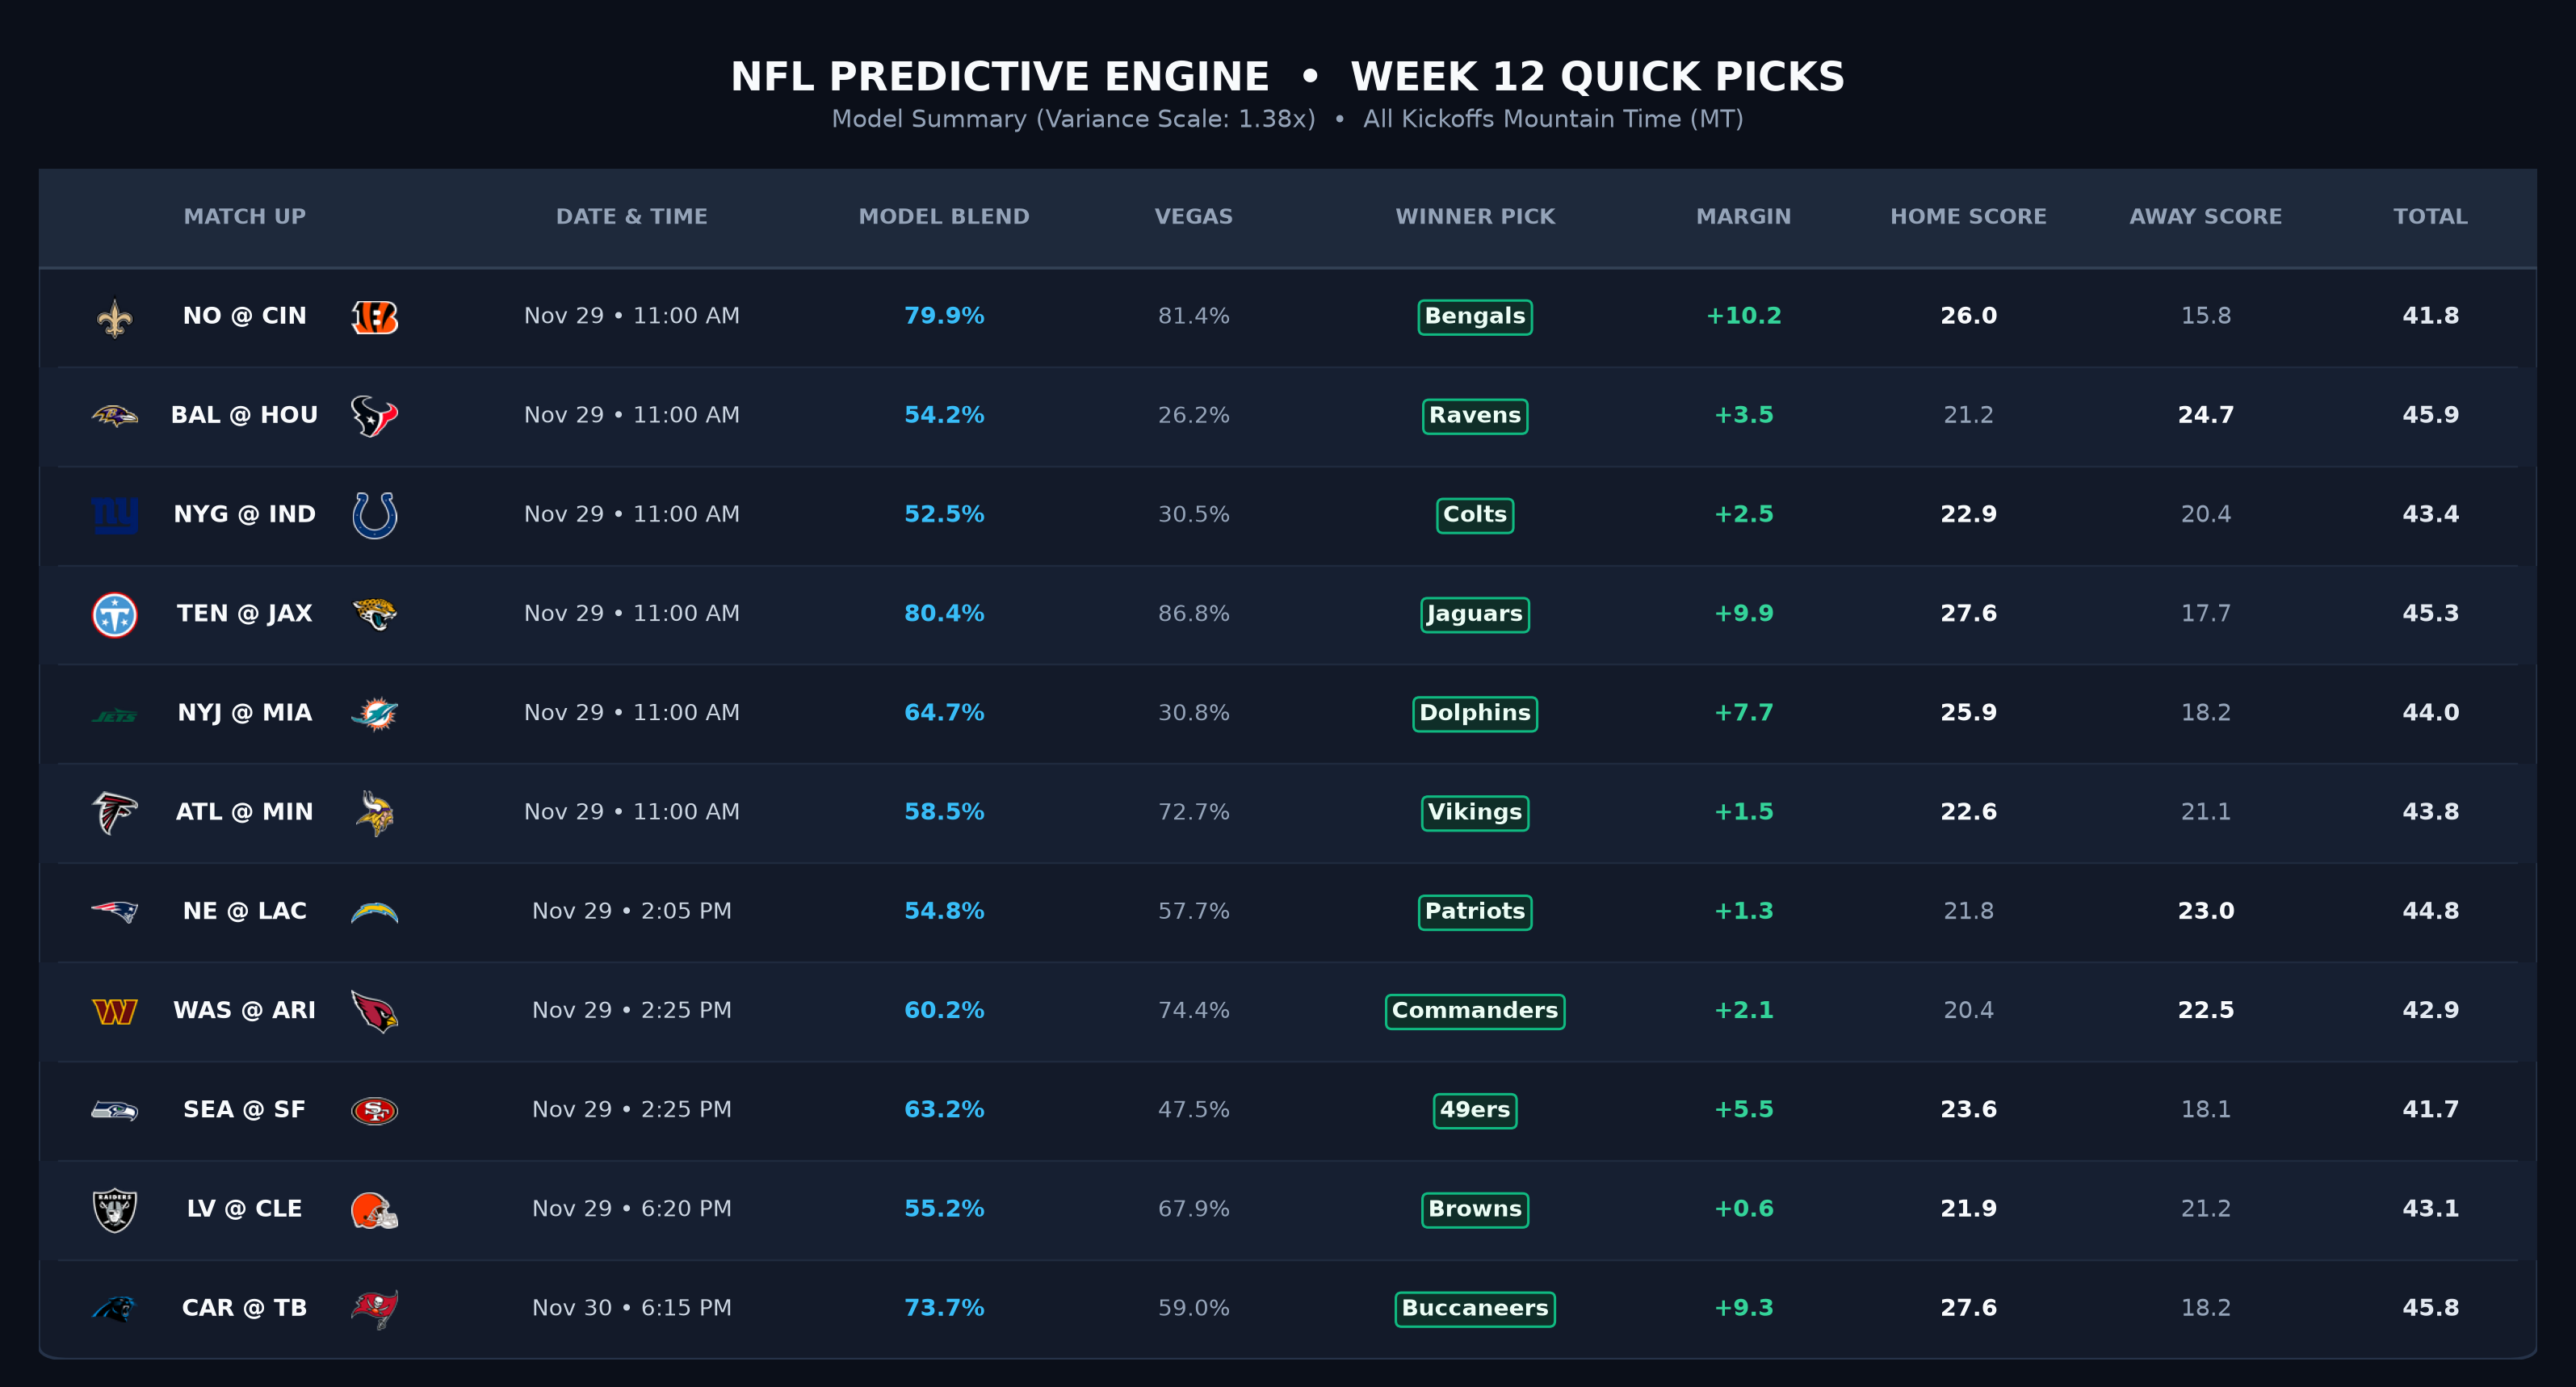 NFL PREDICTIVE ENGINE • WEEK 12 QUICK PICKS
Model Summary (Variance Scale: 1.38x) • All Kickoffs Mountain Time (MT)
MATCH UP DATE & TIME MODEL BLEND VEGAS WINNER PICK MARGIN HOME SCORE AWAY SCORE TOTAL
NO @ CIN Nov 29 • 11:00 AM 79.9% 81.4% Bengals +10.2 26.0 15.8 41.8
BAL @ HOU Nov 29 • 11:00 AM 54.2% 26.2% Ravens +3.5 21.2 24.7 45.9
NYG @ IND Nov 29 • 11:00 AM 52.5% 30.5% Colts +2.5 22.9 20.4 43.4
TEN @ JAX Nov 29 • 11:00 AM 80.4% 86.8% Jaguars +9.9 27.6 17.7 45.3
NYJ @ MIA Nov 29 • 11:00 AM 64.7% 30.8% Dolphins +7.7 25.9 18.2 44.0
ATL @ MIN Nov 29 • 11:00 AM 58.5% 72.7% Vikings +1.5 22.6 21.1 43.8
NE @ LAC Nov 29 • 2:05 PM 54.8% 57.7% Patriots +1.3 21.8 23.0 44.8
WAS @ ARI Nov 29 • 2:25 PM 60.2% 74.4% Commanders +2.1 20.4 22.5 42.9
SEA @ SF Nov 29 • 2:25 PM 63.2% 47.5% 49ers +5.5 23.6 18.1 41.7
LV @ CLE Nov 29 • 6:20 PM 55.2% 67.9% Browns +0.6 21.9 21.2 43.1
CAR @ TB Nov 30 • 6:15 PM 73.7% 59.0% Buccaneers +9.3 27.6 18.2 45.8